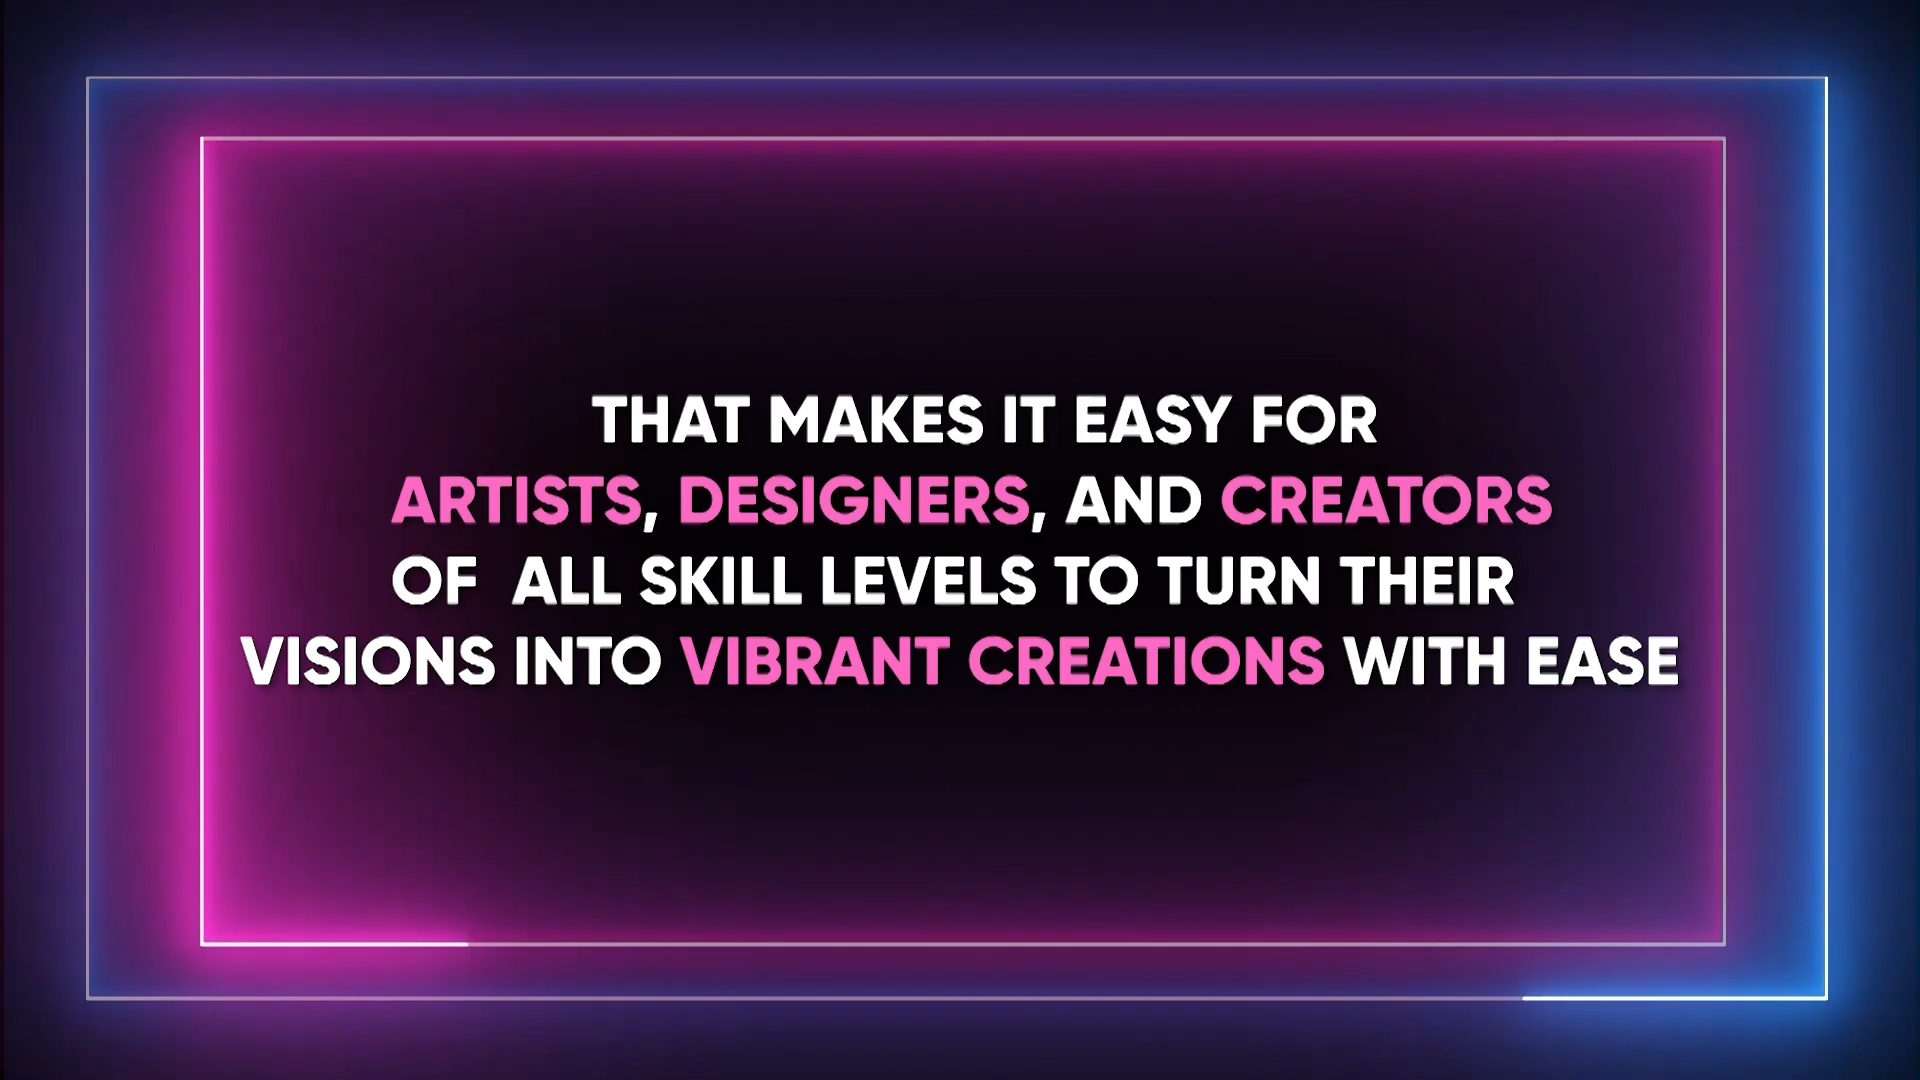 THAT MAKES IT EASY FOR
ARTISTS, DESIGNERS, AND CREATORS
OF  ALL SKILL LEVELS TO TURN THEIR
VISIONS INTO VIBRANT CREATIONS WITH EASE